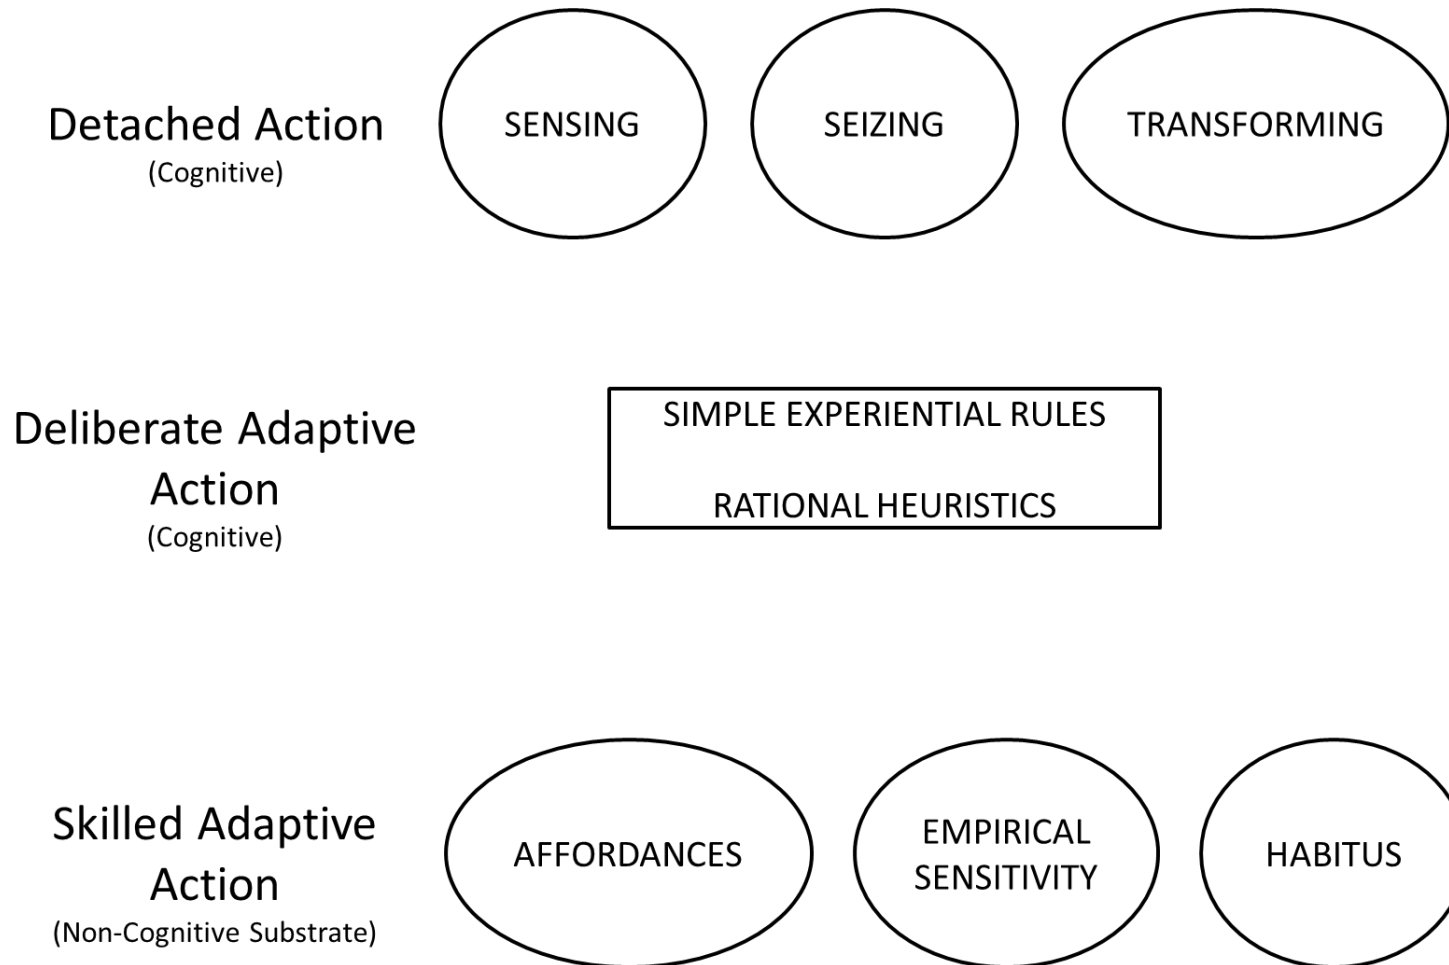 Detached Action
(Cognitive)
SENSING
SEIZING
TRANSFORMING
Deliberate Adaptive
Action
(Cognitive)
SIMPLE EXPERIENTIAL RULES
RATIONAL HEURISTICS
Skilled Adaptive
Action
(Non-Cognitive Substrate)
AFFORDANCES
EMPIRICAL
SENSITIVITY
HABITUS